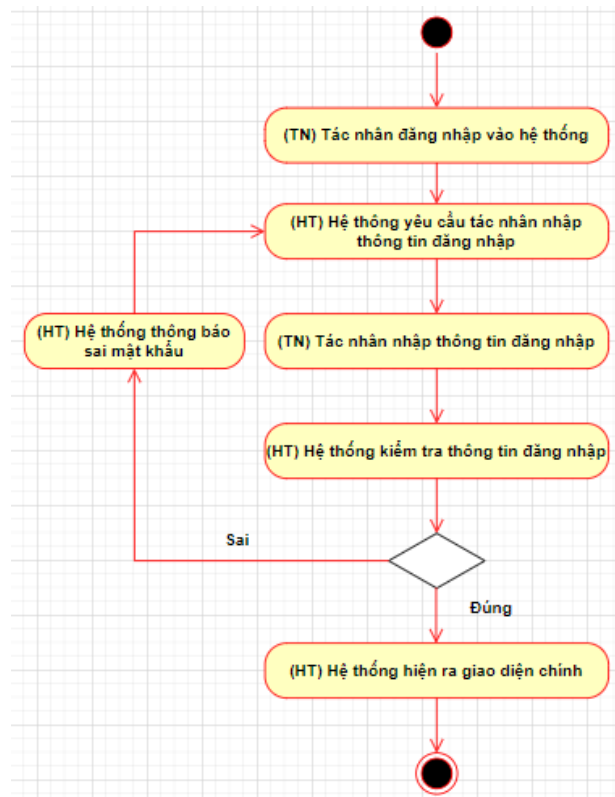 (TN) Tác nhân đăng nhập vào hệ thống
(HT) Hệ thông yêu cầu tác nhân nhập
thông tin đăng nhập
(HT) Hệ thống thông báo
sai mật khẩu
(TN) Tác nhân nhập thông tin đăng nhập
(HT) Hệ thống kiểm tra thông tin đăng nhập
Sai
Đúng
(HT) Hệ thống hiện ra giao diện chính